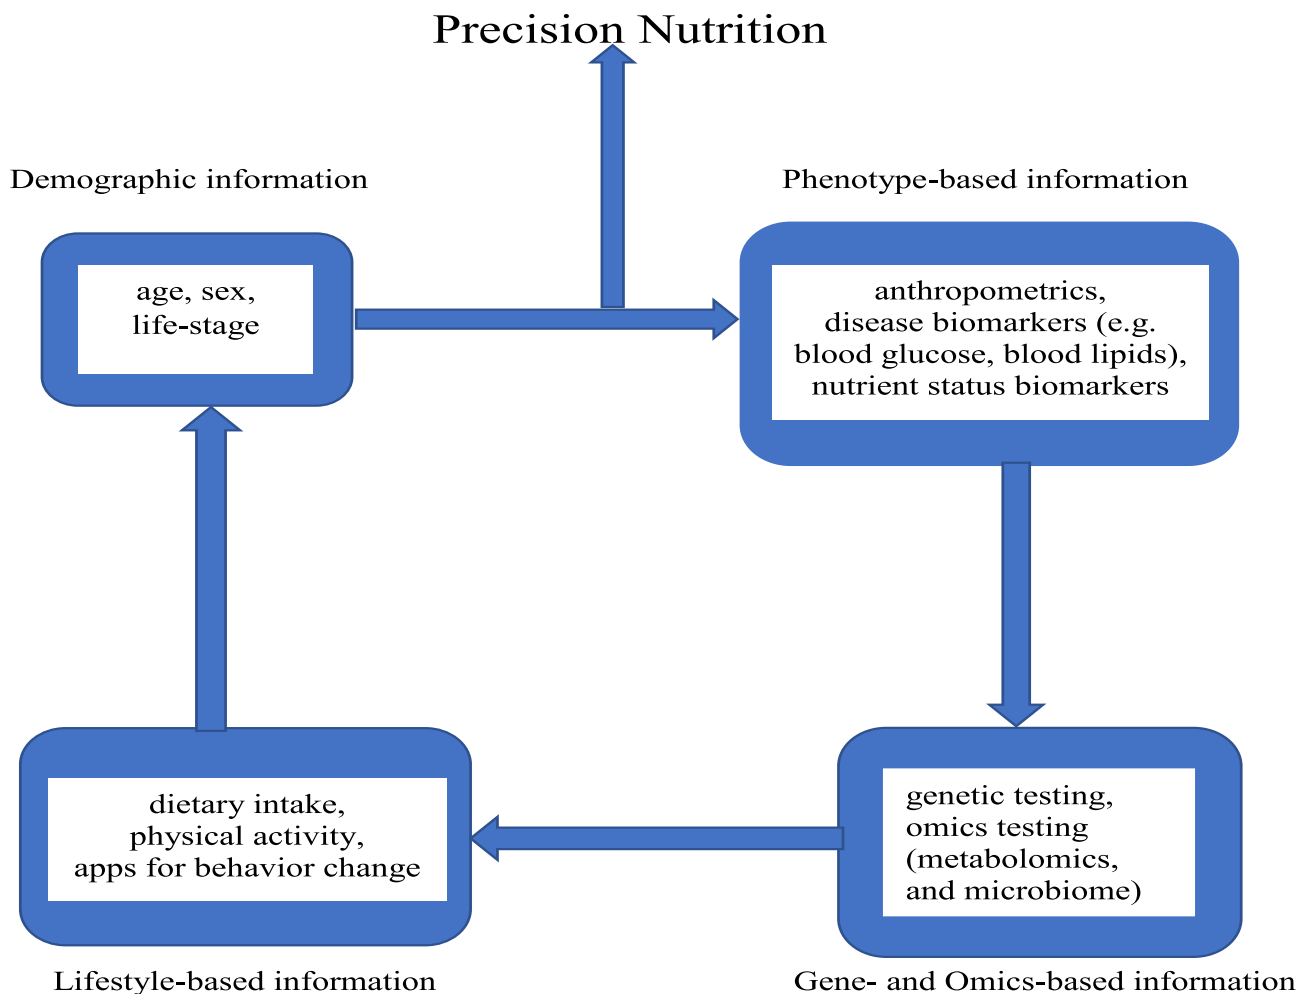 Precision Nutrition
Demographic information
Phenotype-based information
age, sex,
life-stage
anthropometrics,
disease biomarkers (e.g.
blood glucose, blood lipids),
nutrient status biomarkers
dietary intake,
physical activity,
apps for behavior change
genetic testing,
omics testing
(metabolomics,
and microbiome)
Lifestyle-based information
Gene- and Omics-based information